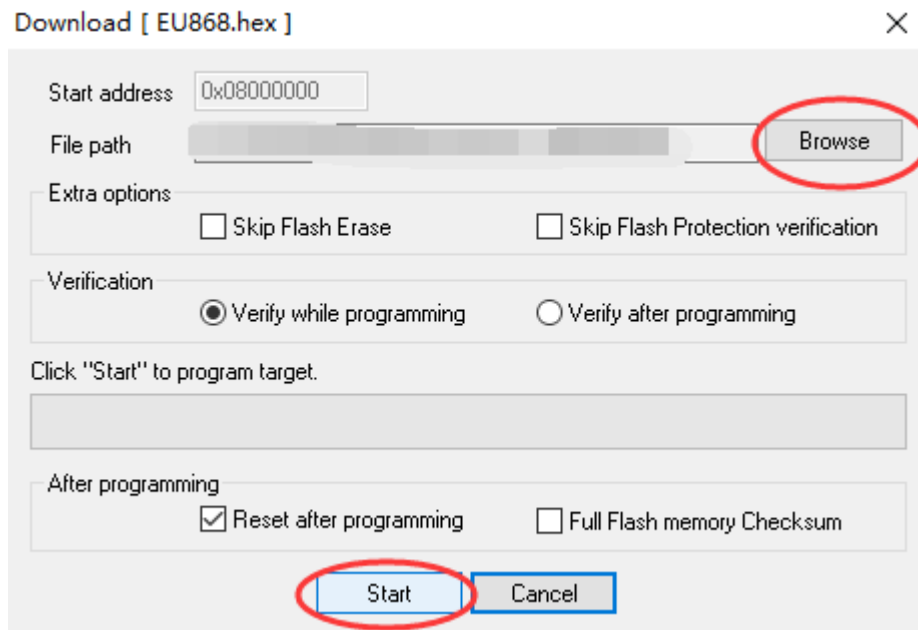 Download [ EU868.hex ]
Start address 0x08000000
File path Browse
Extra options
Skip Flash Erase Skip Flash Protection verification
Verification
Verify while programming Verify after programming
Click "Start" to program target.
After programming
Reset after programming Full Flash memory Checksum
Start Cancel